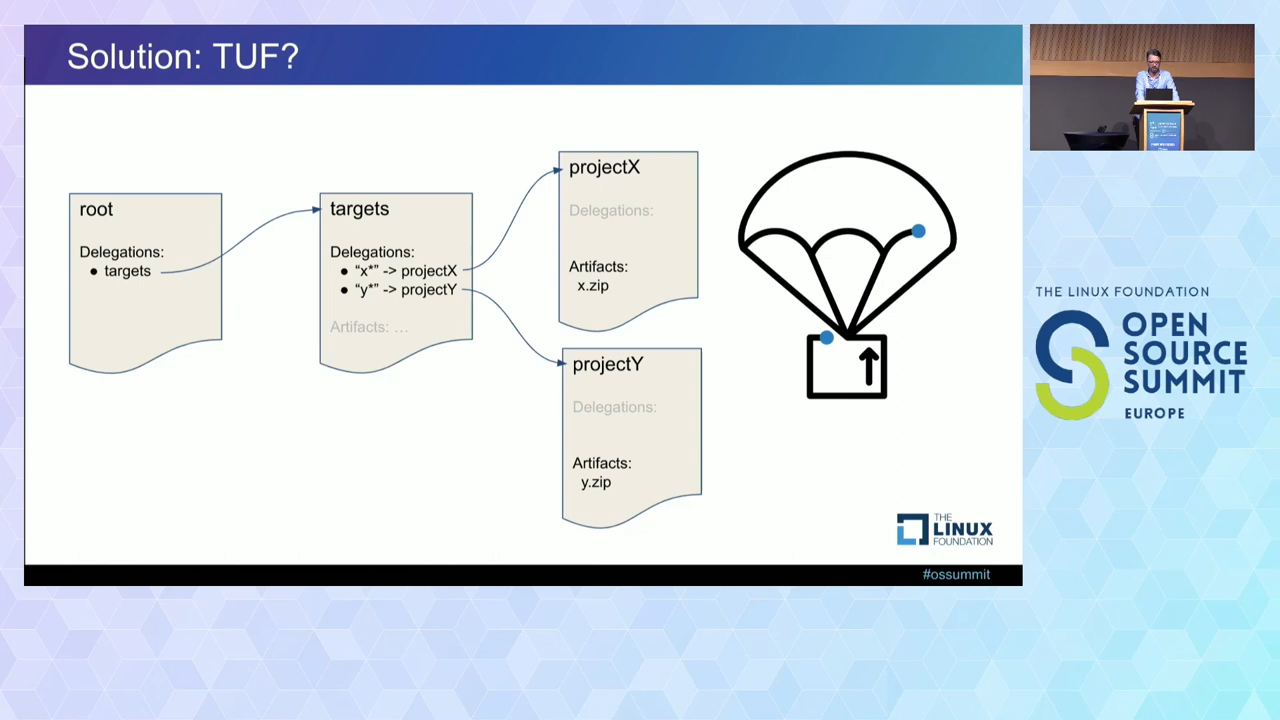 Solution: TUF?
root
Delegations:
● targets
targets
Delegations:
● “x*” -> projectX
● “y*” -> projectY
Artifacts: …
projectX
Delegations:
Artifacts:
x.zip
projectY
Delegations:
Artifacts:
y.zip
THE
LINUX
FOUNDATION
#ossummit
THE LINUX FOUNDATION
OPEN
SOURCE
SUMMIT
EUROPE